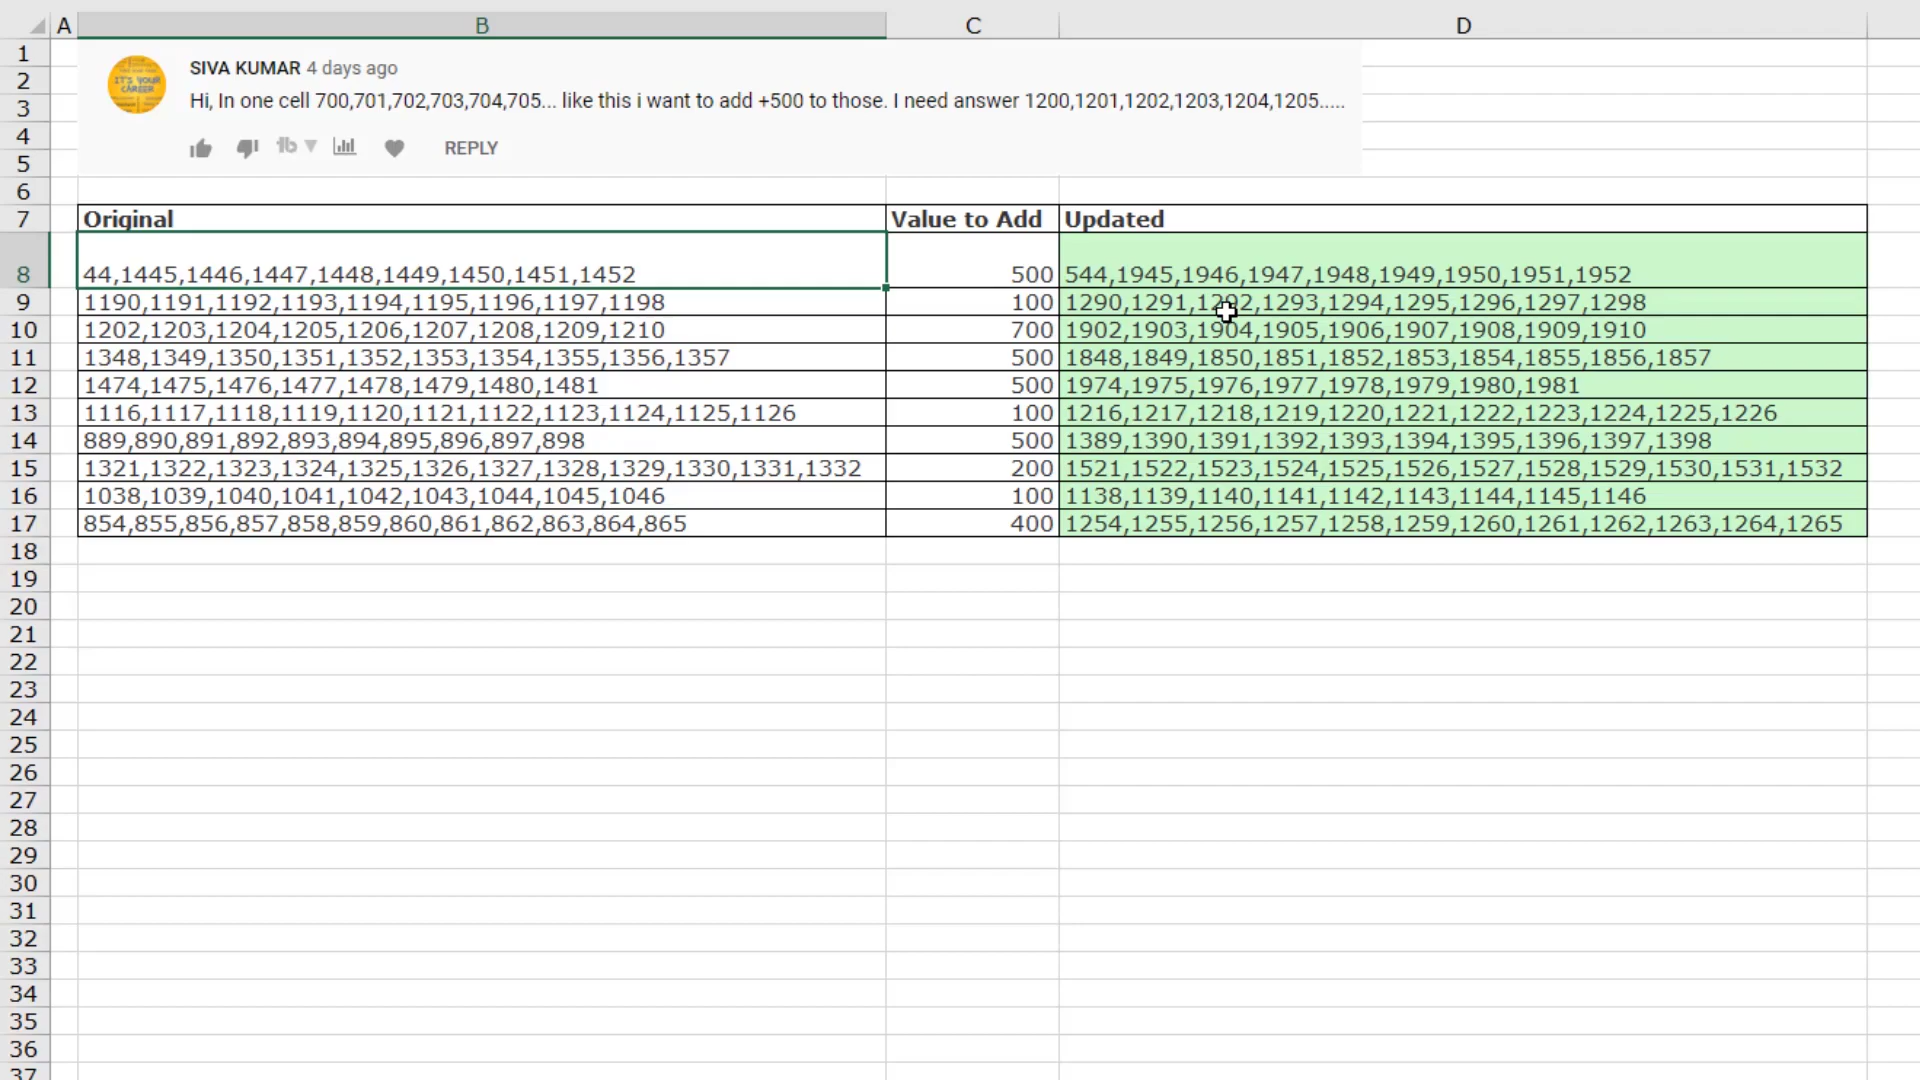 A B C D
1
2
3
4
5
6
7
8
9
10
11
12
13
14
15
16
17
18
19
20
21
22
23
24
25
26
27
28
29
30
31
32
33
34
35
36
37
IT'S YOUR
CAREER
SIVA KUMAR 4 days ago
Hi, In one cell 700,701,702,703,704,705... like this i want to add +500 to those. I need answer 1200,1201,1202,1203,1204,1205.....
REPLY
Original Value to Add Updated
44,1445,1446,1447,1448,1449,1450,1451,1452 500 544,1945,1946,1947,1948,1949,1950,1951,1952
1190,1191,1192,1193,1194,1195,1196,1197,1198 100 1290,1291,1292,1293,1294,1295,1296,1297,1298
1202,1203,1204,1205,1206,1207,1208,1209,1210 700 1902,1903,1904,1905,1906,1907,1908,1909,1910
1348,1349,1350,1351,1352,1353,1354,1355,1356,1357 500 1848,1849,1850,1851,1852,1853,1854,1855,1856,1857
1474,1475,1476,1477,1478,1479,1480,1481 500 1974,1975,1976,1977,1978,1979,1980,1981
1116,1117,1118,1119,1120,1121,1122,1123,1124,1125,1126 100 1216,1217,1218,1219,1220,1221,1222,1223,1224,1225,1226
889,890,891,892,893,894,895,896,897,898 500 1389,1390,1391,1392,1393,1394,1395,1396,1397,1398
1321,1322,1323,1324,1325,1326,1327,1328,1329,1330,1331,1332 200 1521,1522,1523,1524,1525,1526,1527,1528,1529,1530,1531,1532
1038,1039,1040,1041,1042,1043,1044,1045,1046 100 1138,1139,1140,1141,1142,1143,1144,1145,1146
854,855,856,857,858,859,860,861,862,863,864,865 400 1254,1255,1256,1257,1258,1259,1260,1261,1262,1263,1264,1265